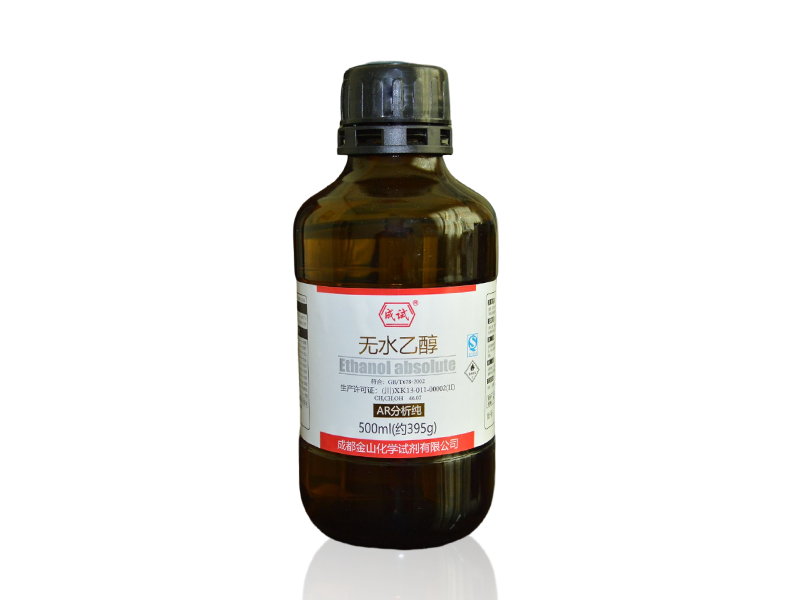 成试®
无水乙醇
Ethanol absolute
符合：GB/T678-2002
生产许可证：(川)XK13-011-00002(II)
CH₃CH₂OH 46.07
AR分析纯
500ml(约395g)
成都金山化学试剂有限公司